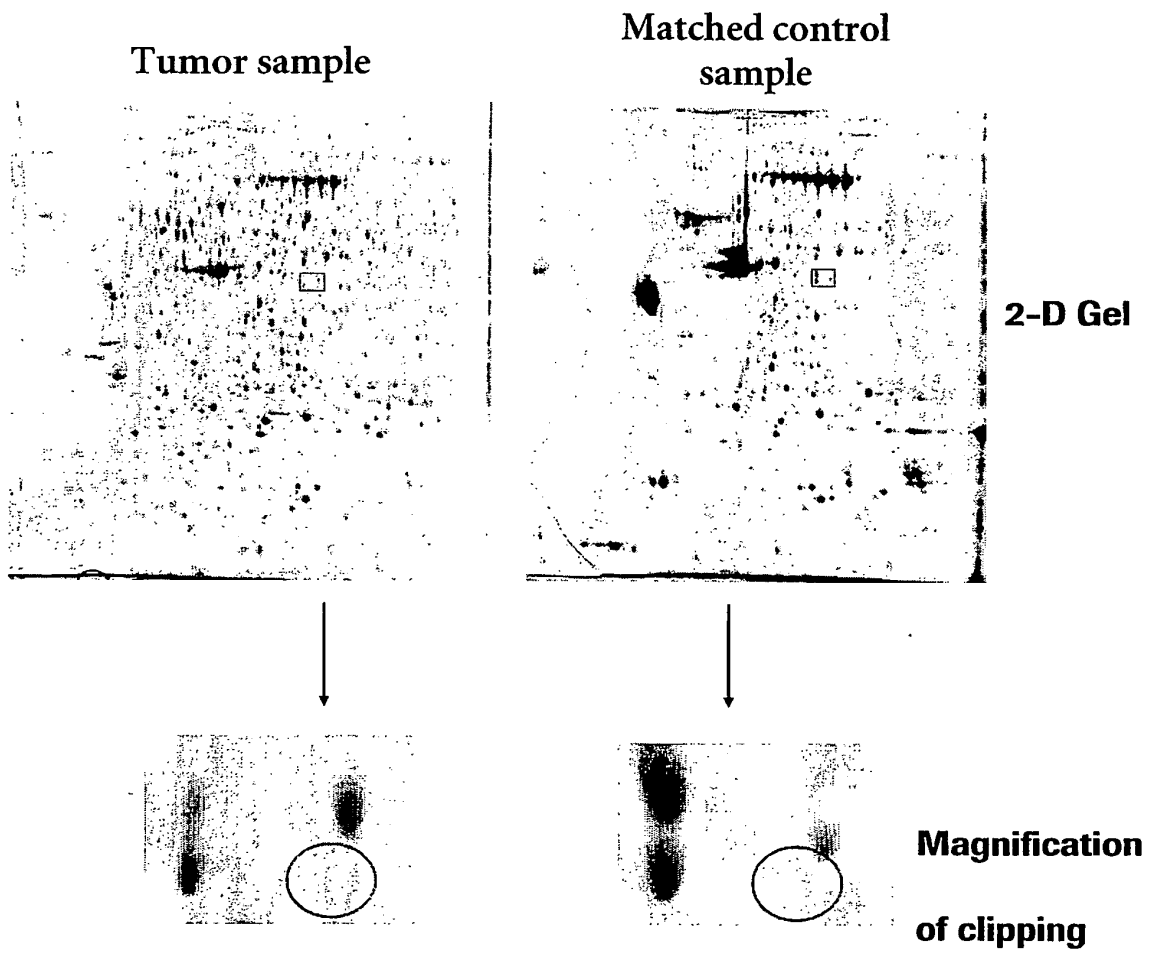 Tumor sample
Matched control
sample
2-D Gel
Magnification
of clipping